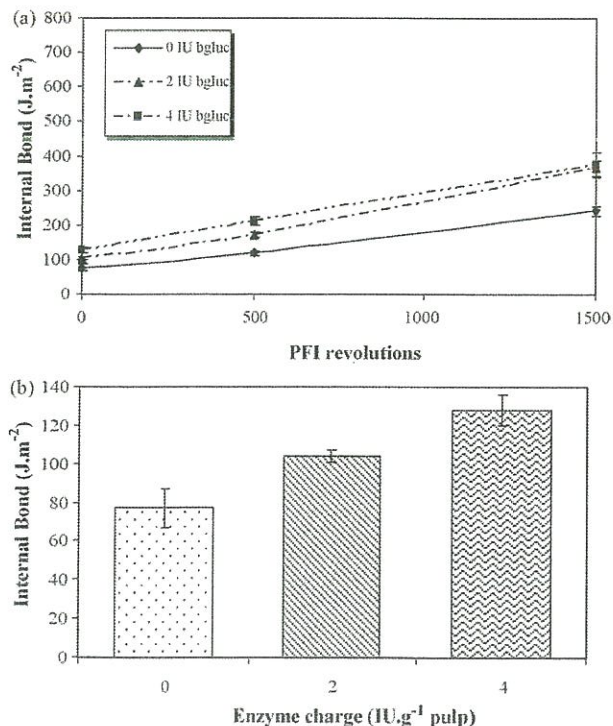 (a)
800
700
600
500
400
300
200
100
0
Internal Bond (J.m⁻²)
0 IU bgluc
2 IU bgluc
4 IU bgluc
0 500 1000 1500
PFI revolutions
(b)
140
120
100
80
60
40
20
0
Internal Bond (J.m⁻²)
0 2 4
Enzyme charge (IU.g⁻¹ pulp)